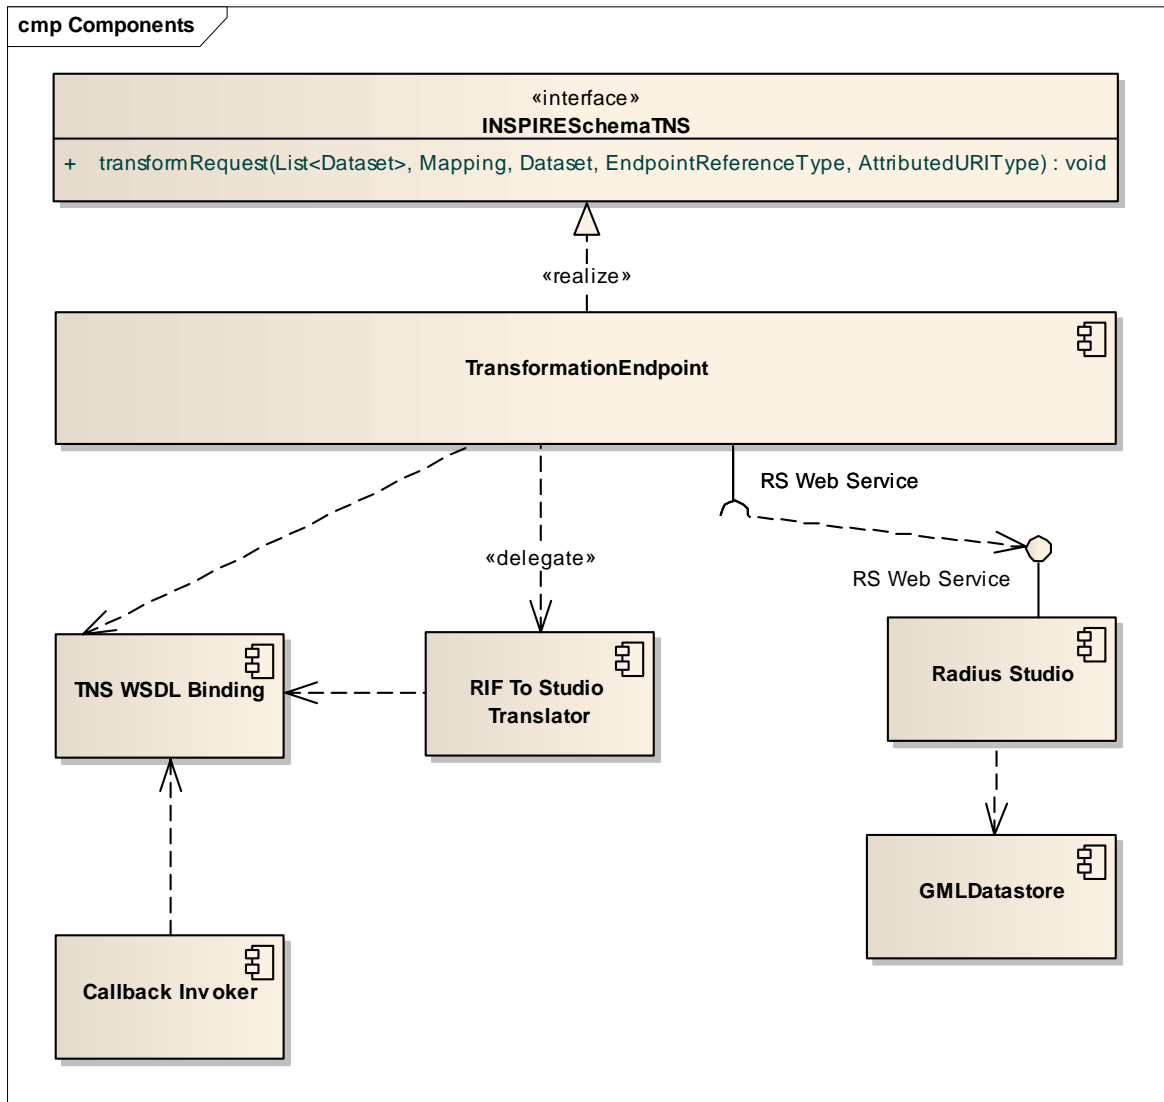 cmp Components
«interface»
INSPIRESchemaTNS
+ transformRequest(List<Dataset>, Mapping, Dataset, EndpointReferenceType, AttributedURIType) : void
«realize»
TransformationEndpoint
RS Web Service
«delegate»
RS Web Service
TNS WSDL Binding
RIF To Studio
Translator
Radius Studio
GMLDatastore
Callback Invoker